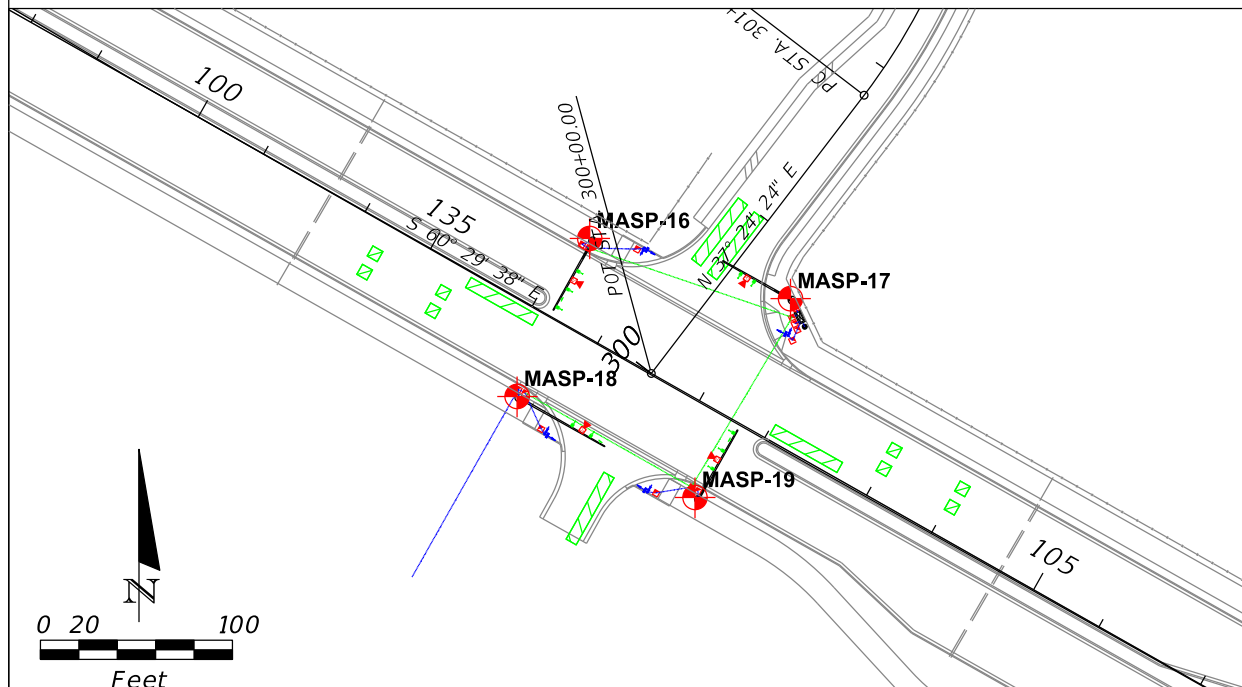 100
PC STA. 301+
POT STA 300+00.00
135
S 60° 29' 38" E
MASP-16
N 37° 24' 24" E
MASP-17
300
MASP-18
MASP-19
105
N
0 20 100
Feet